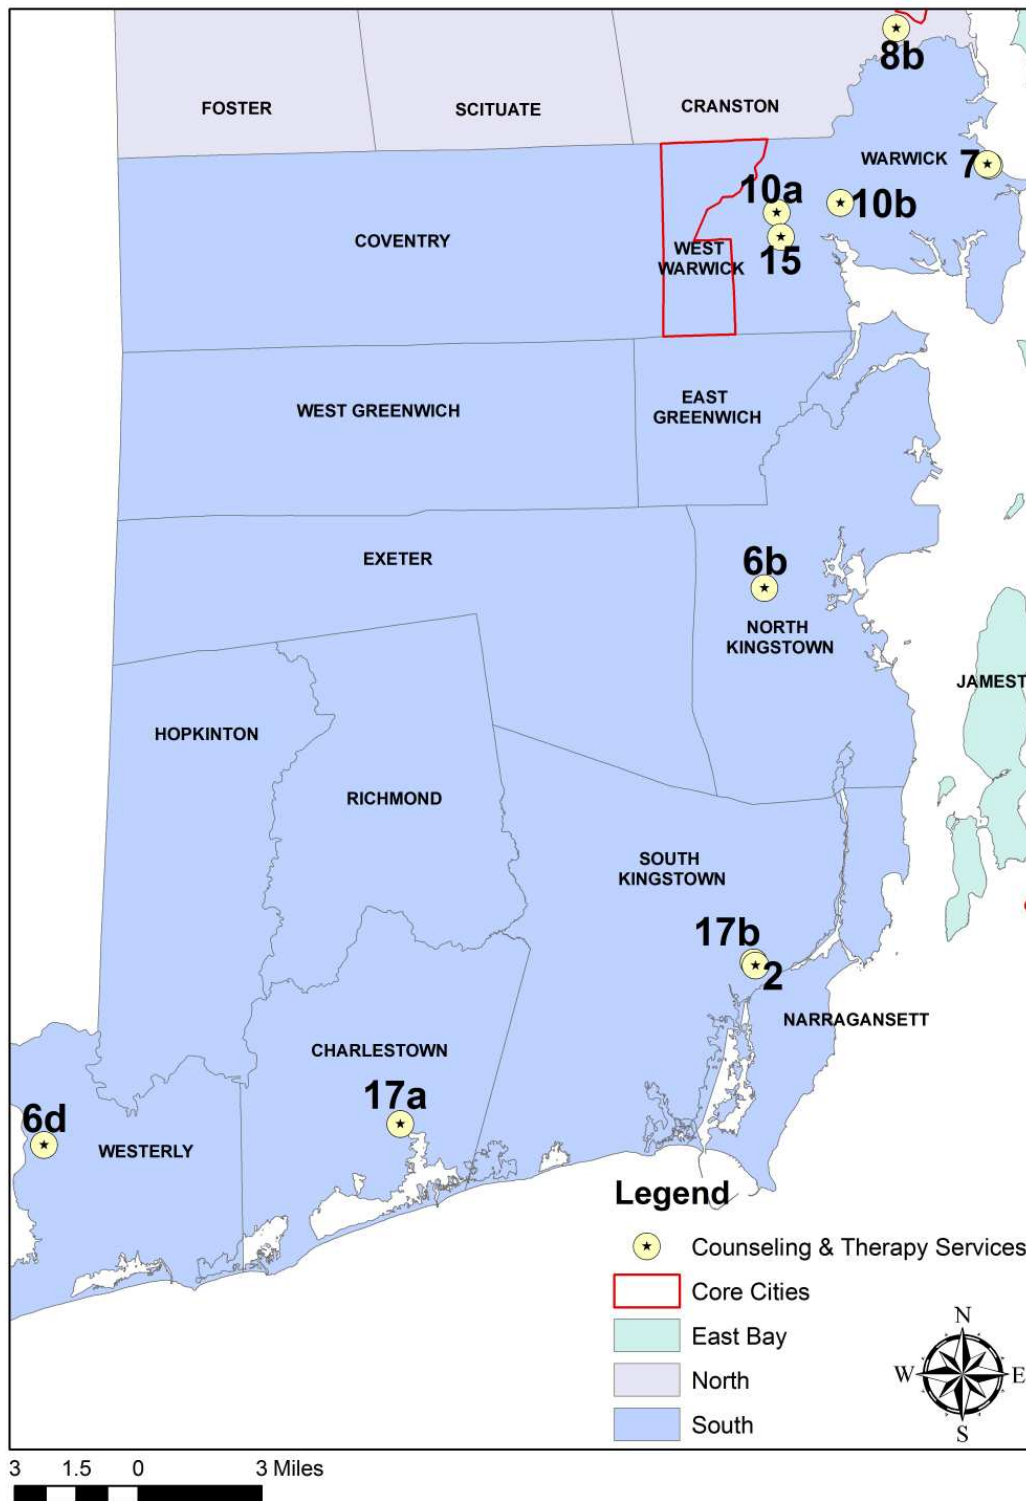 8b
FOSTER
SCITUATE
CRANSTON
WARWICK
7
10a
10b
COVENTRY
WEST
WARWICK
15
WEST GREENWICH
EAST
GREENWICH
EXETER
6b
NORTH
KINGSTOWN
JAMEST
HOPKINTON
RICHMOND
SOUTH
KINGSTOWN
17b
2
NARRAGANSETT
CHARLESTOWN
17a
6d
WESTERLY
Legend
Counseling & Therapy Services
Core Cities
East Bay
North
South
N
W E
S
3 1.5 0 3 Miles